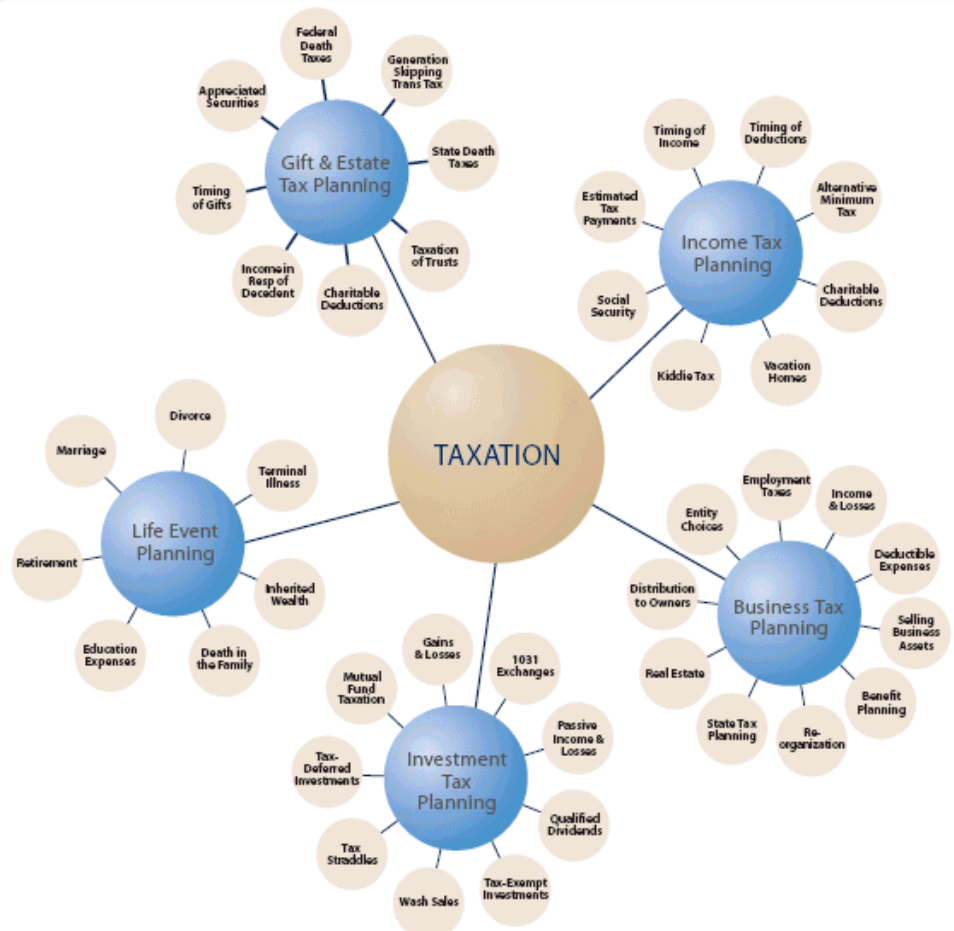 Federal
Death
Taxes
Generation
Skipping
Trans Tax
Appreciated
Securities
State Death
Taxes
Gift & Estate
Tax Planning
Timing
of Gifts
Taxation
of Trusts
Income in
Resp of
Decedent
Charitable
Deductions
Timing of
Income
Timing of
Deductions
Estimated
Tax
Payments
Alternative
Minimum
Tax
Income Tax
Planning
Social
Security
Charitable
Deductions
Kiddie Tax
Vacation
Homes
TAXATION
Divorce
Marriage
Terminal
Illness
Life Event
Planning
Retirement
Inherited
Wealth
Education
Expenses
Death in
the Family
Employment
Taxes
Income
& Losses
Entity
Choices
Deductible
Expenses
Distribution
to Owners
Business Tax
Planning
Selling
Business
Assets
Real Estate
Benefit
Planning
State Tax
Planning
Re-
organization
Gains
& Losses
1031
Exchanges
Mutual
Fund
Taxation
Passive
Income &
Losses
Tax-
Deferred
Investments
Investment
Tax
Planning
Qualified
Dividends
Tax
Straddles
Wash Sales
Tax-Exempt
Investments